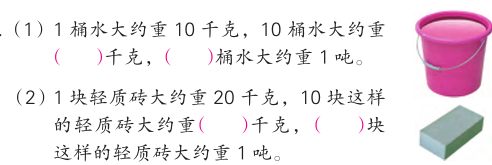 .（1）1 桶水大约重 10 千克，10 桶水大约重
（　）千克，（　）桶水大约重 1 吨。
（2）1 块轻质砖大约重 20 千克，10 块这样
的轻质砖大约重（　）千克，（　）块
这样的轻质砖大约重 1 吨。